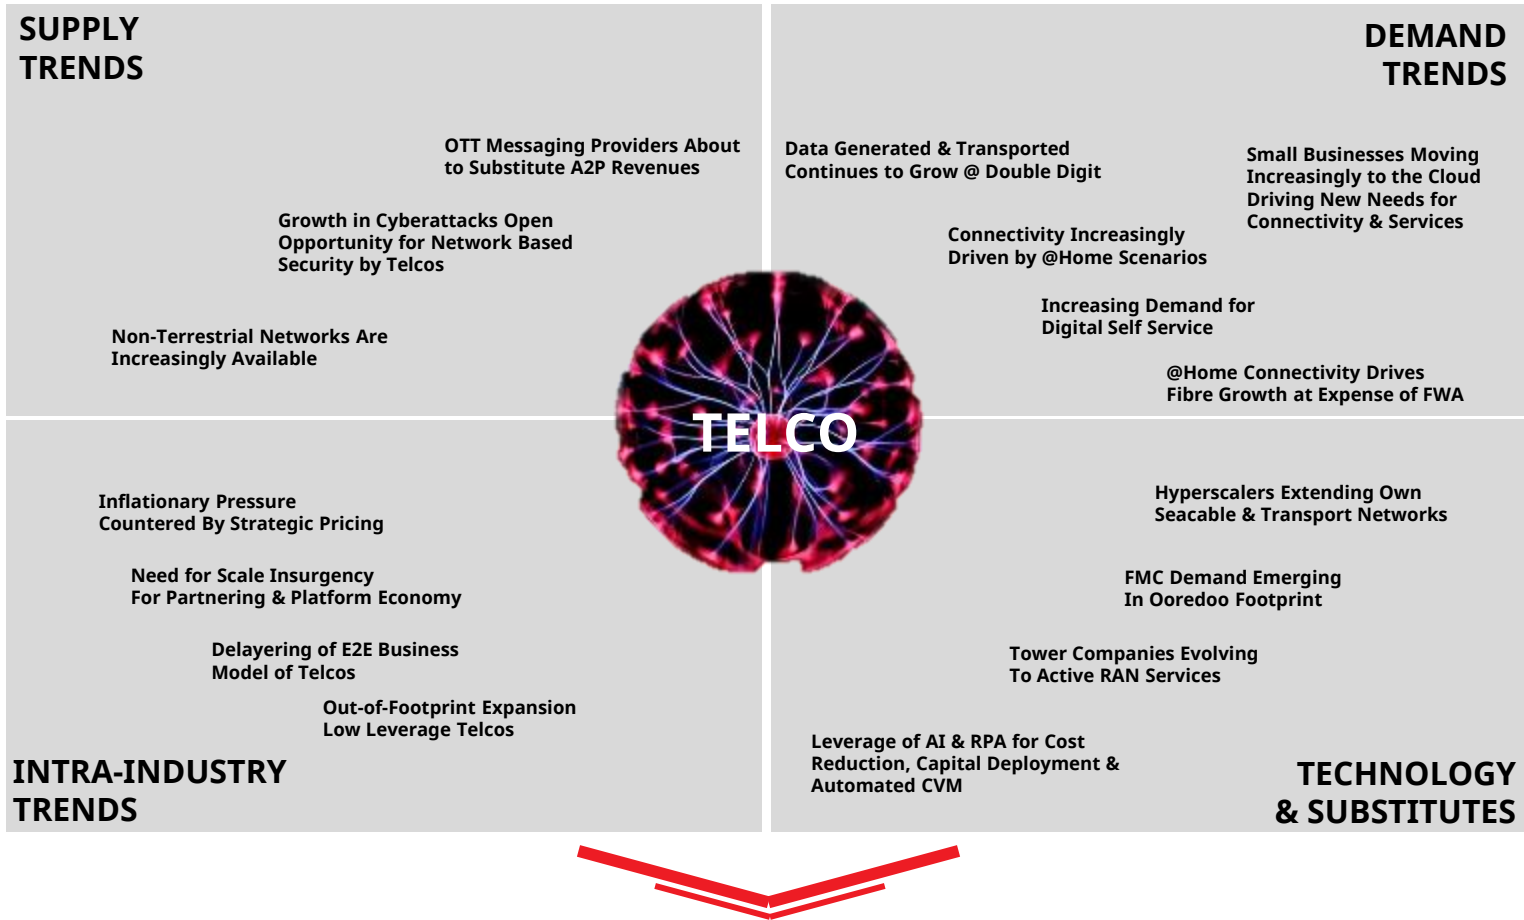 SUPPLY
TRENDS
OTT Messaging Providers About
to Substitute A2P Revenues
Growth in Cyberattacks Open
Opportunity for Network Based
Security by Telcos
Non-Terrestrial Networks Are
Increasingly Available
DEMAND
TRENDS
Data Generated & Transported
Continues to Grow @ Double Digit
Small Businesses Moving
Increasingly to the Cloud
Driving New Needs for
Connectivity & Services
Connectivity Increasingly
Driven by @Home Scenarios
Increasing Demand for
Digital Self Service
@Home Connectivity Drives
Fibre Growth at Expense of FWA
TELCO
Inflationary Pressure
Countered By Strategic Pricing
Need for Scale Insurgency
For Partnering & Platform Economy
Delayering of E2E Business
Model of Telcos
Out-of-Footprint Expansion
Low Leverage Telcos
INTRA-INDUSTRY
TRENDS
Hyperscalers Extending Own
Seacable & Transport Networks
FMC Demand Emerging
In Ooredoo Footprint
Tower Companies Evolving
To Active RAN Services
Leverage of AI & RPA for Cost
Reduction, Capital Deployment &
Automated CVM
TECHNOLOGY
& SUBSTITUTES